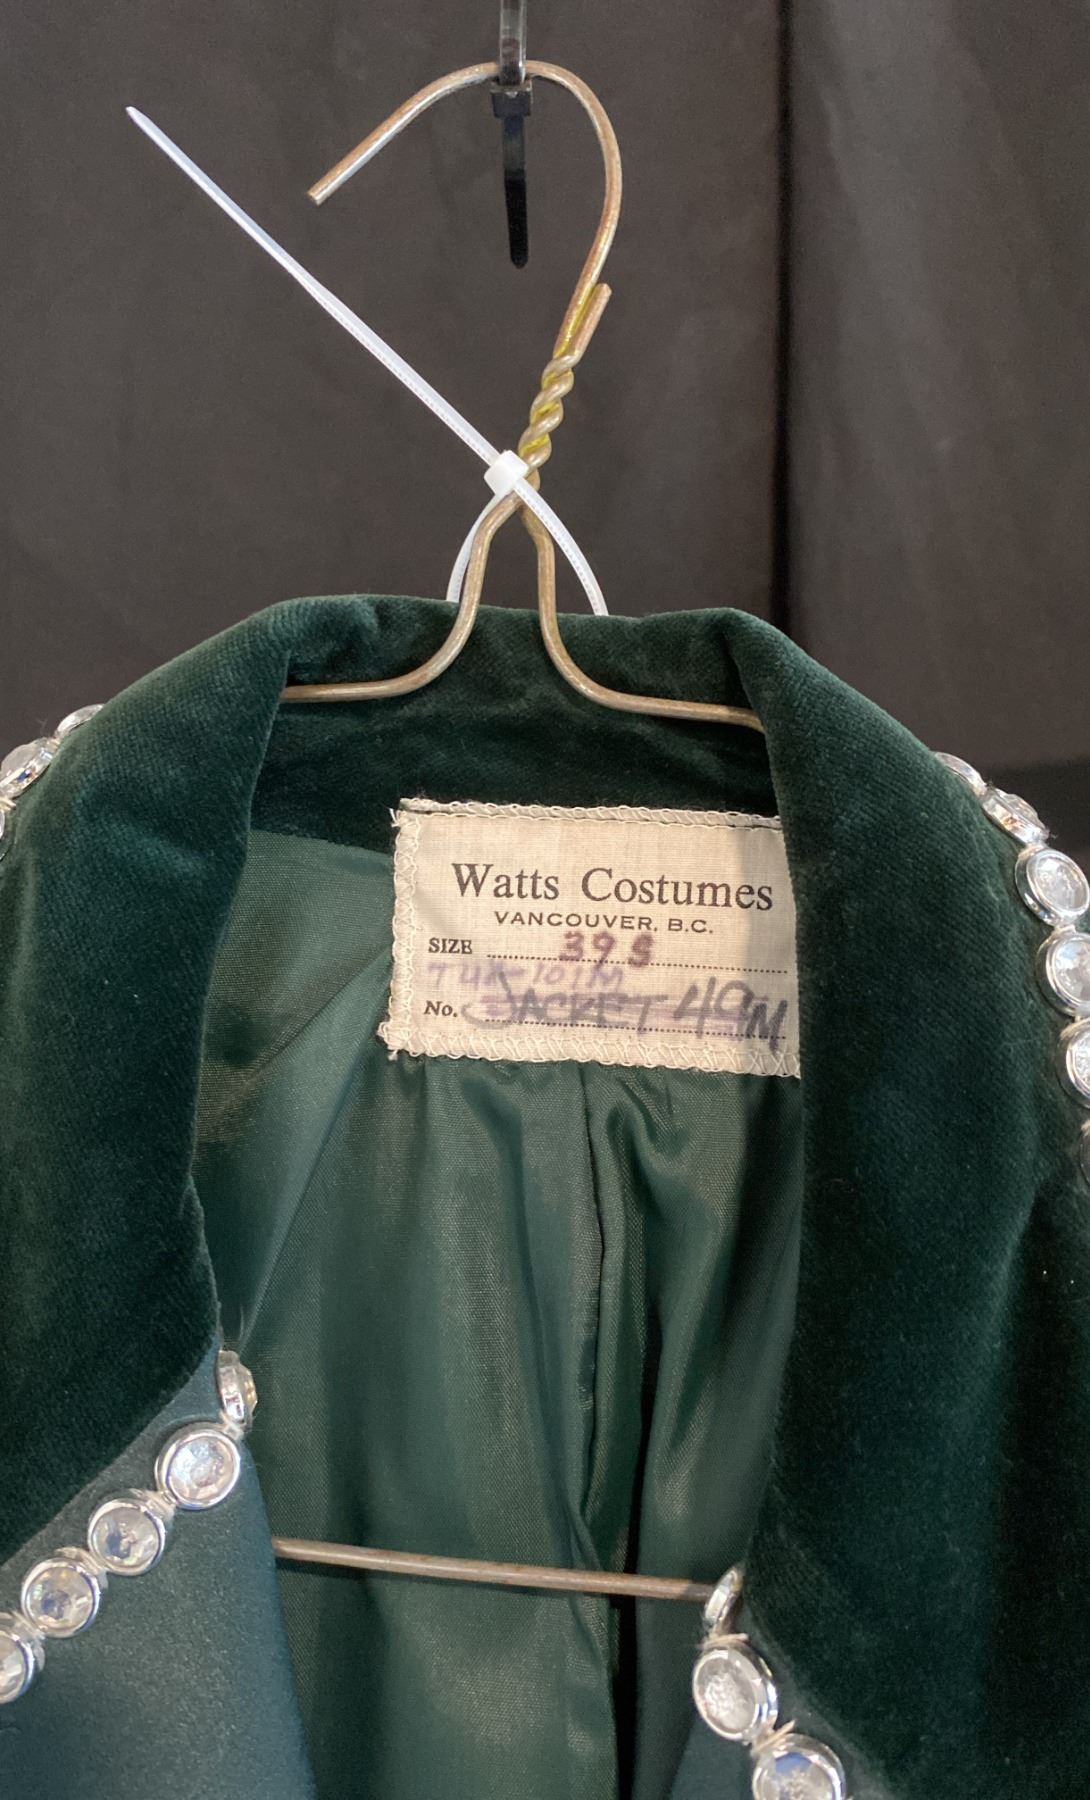 Watts Costumes
VANCOUVER, B.C.
SIZE 39 S
TUX-101M
No. JACKET 49M